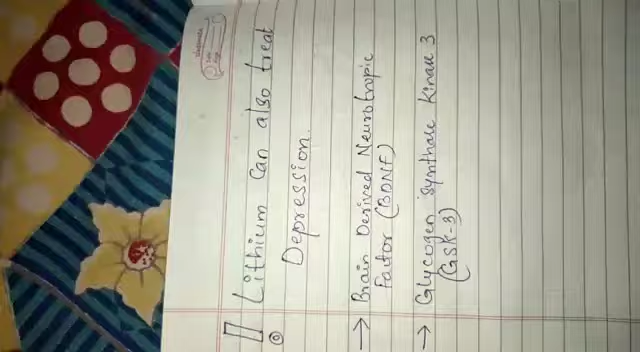 Lithium can also treat
Depression.
→ Brain Derived Neurotropic
Factor (BDNF)
→ Glycogen Synthase Kinase 3
(GSK-3)